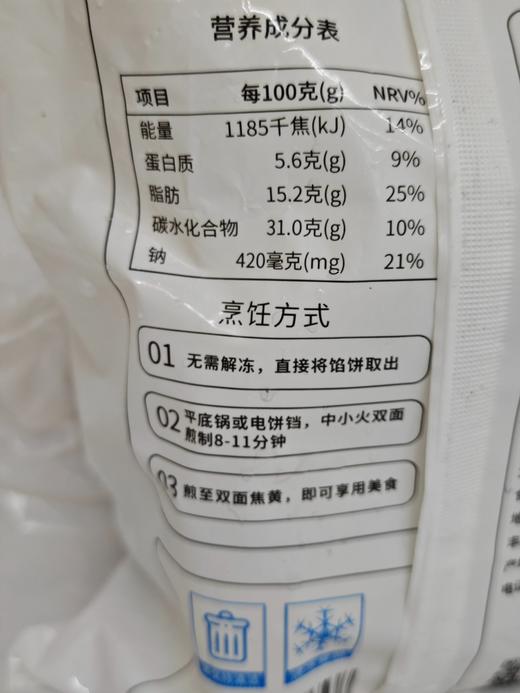 营养成分表
项目 每100克(g) NRV%
能量 1185千焦(kJ) 14%
蛋白质 5.6克(g) 9%
脂肪 15.2克(g) 25%
碳水化合物 31.0克(g) 10%
钠 420毫克(mg) 21%
烹饪方式
01 无需解冻，直接将馅饼取出
02 平底锅或电饼铛，中小火双面
煎制8-11分钟
03 煎至双面焦黄，即可享用美食